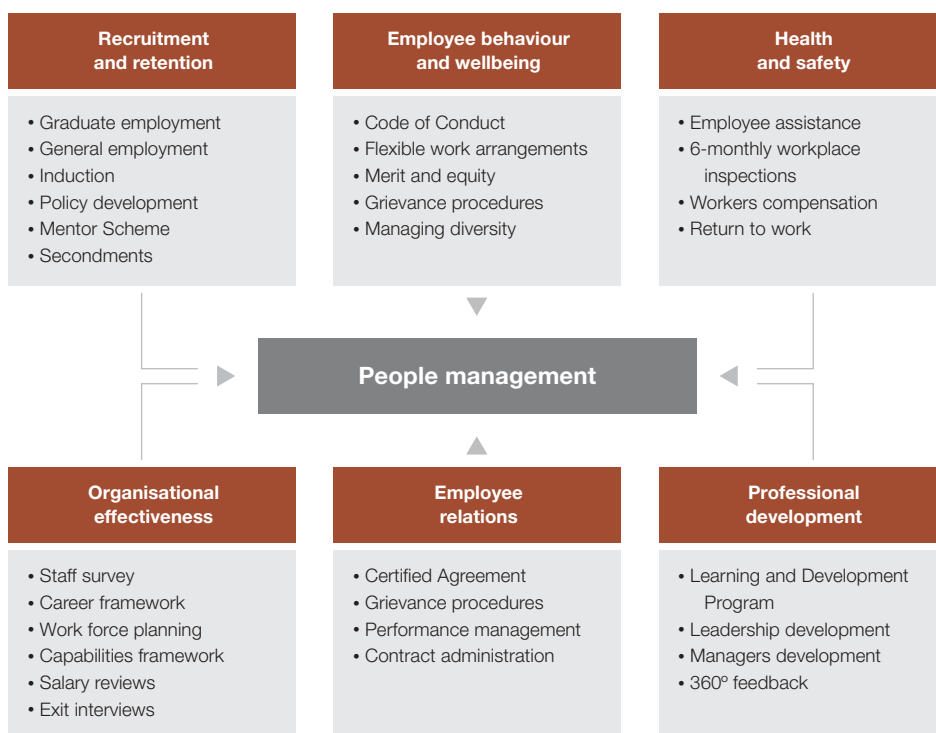 Recruitment
and retention
• Graduate employment
• General employment
• Induction
• Policy development
• Mentor Scheme
• Secondments
Employee behaviour
and wellbeing
• Code of Conduct
• Flexible work arrangements
• Merit and equity
• Grievance procedures
• Managing diversity
Health
and safety
• Employee assistance
• 6-monthly workplace
inspections
• Workers compensation
• Return to work
People management
Organisational
effectiveness
• Staff survey
• Career framework
• Work force planning
• Capabilities framework
• Salary reviews
• Exit interviews
Employee
relations
• Certified Agreement
• Grievance procedures
• Performance management
• Contract administration
Professional
development
• Learning and Development
Program
• Leadership development
• Managers development
• 360º feedback